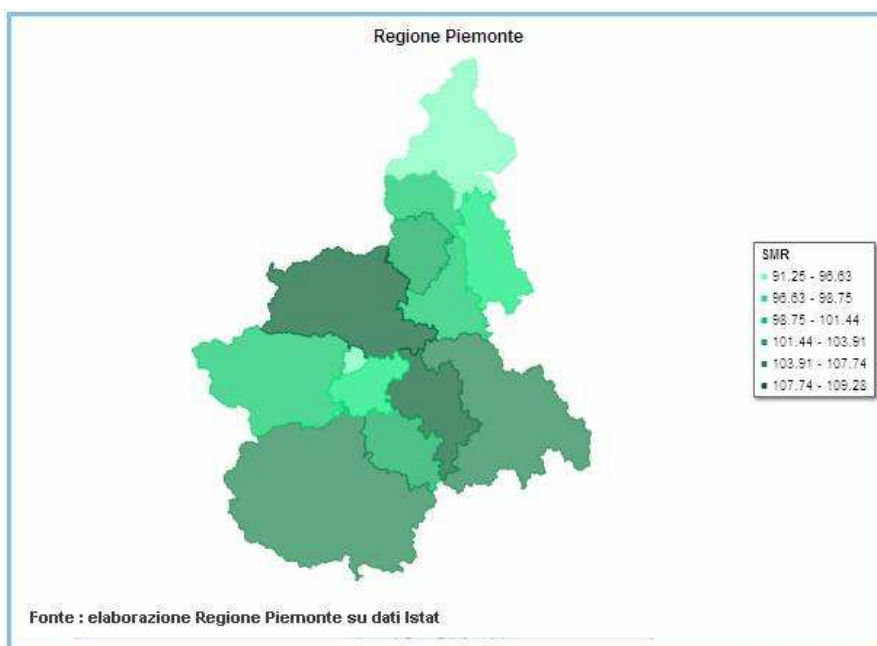 Regione Piemonte
SMR
91.25 - 96.63
96.63 - 98.75
98.75 - 101.44
101.44 - 103.91
103.91 - 107.74
107.74 - 109.28
Fonte : elaborazione Regione Piemonte su dati Istat